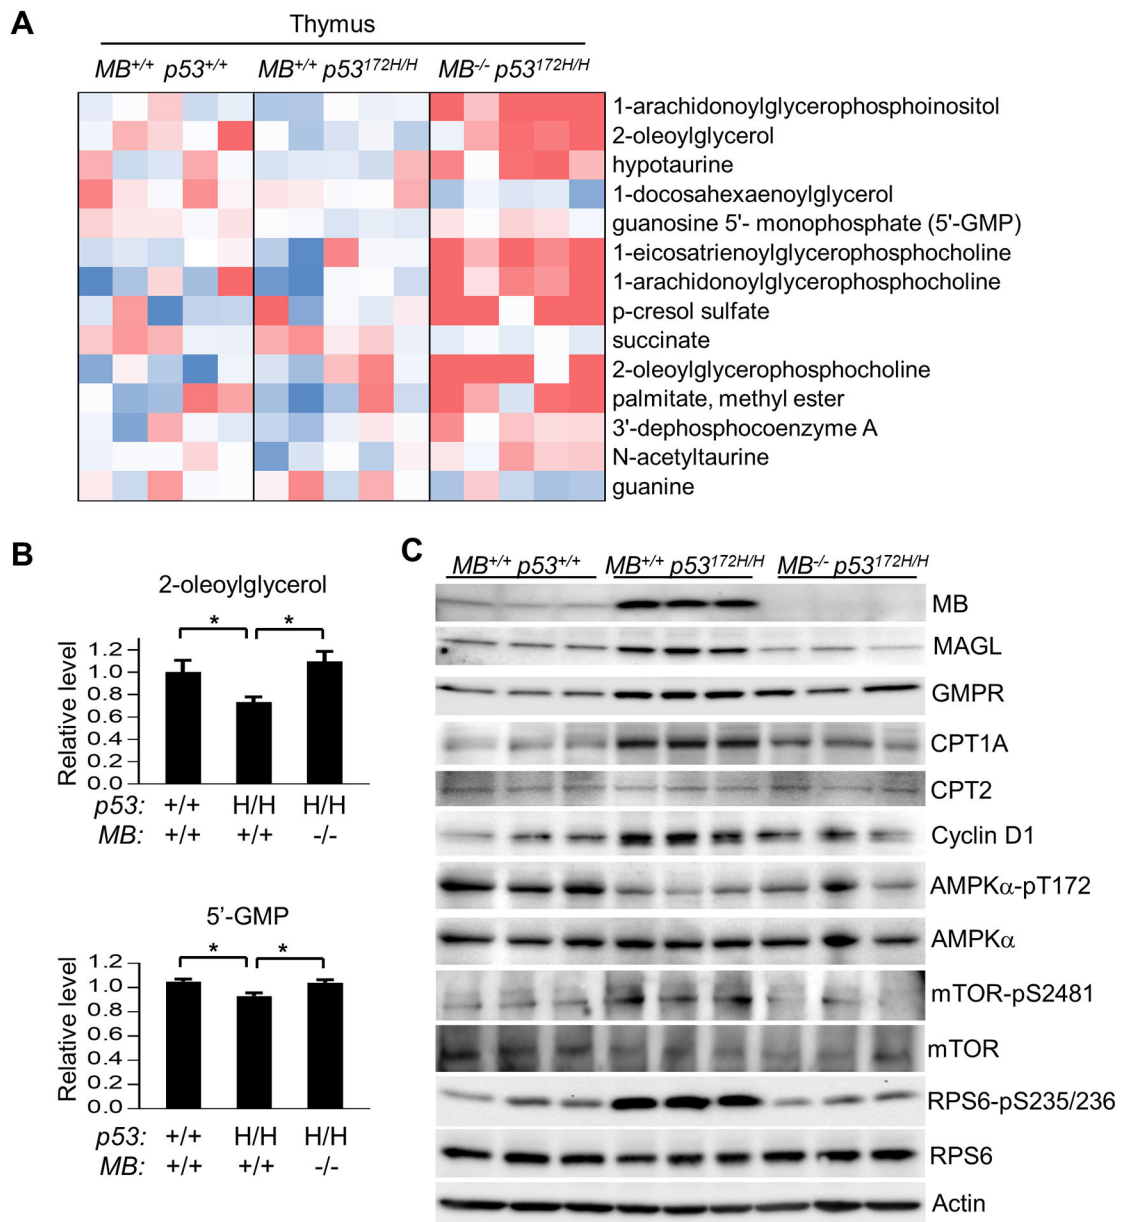 A
Thymus
MB+/+ p53+/+ MB+/+ p53172H/H MB-/- p53172H/H
1-arachidonoylglycerophosphoinositol
2-oleoylglycerol
hypotaurine
1-docosahexaenoylglycerol
guanosine 5'- monophosphate (5'-GMP)
1-eicosatrienoylglycerophosphocholine
1-arachidonoylglycerophosphocholine
p-cresol sulfate
succinate
2-oleoylglycerophosphocholine
palmitate, methyl ester
3'-dephosphocoenzyme A
N-acetyltaurine
guanine
B
2-oleoylglycerol
* *
Relative level
1.2
1.0
0.8
0.6
0.4
0.2
0.0
p53: +/+ H/H H/H
MB: +/+ +/+ -/-
5’-GMP
* *
Relative level
1.2
1.0
0.8
0.6
0.4
0.2
0.0
p53: +/+ H/H H/H
MB: +/+ +/+ -/-
C
MB+/+ p53+/+ MB+/+ p53172H/H MB-/- p53172H/H
MB
MAGL
GMPR
CPT1A
CPT2
Cyclin D1
AMPKα-pT172
AMPKα
mTOR-pS2481
mTOR
RPS6-pS235/236
RPS6
Actin